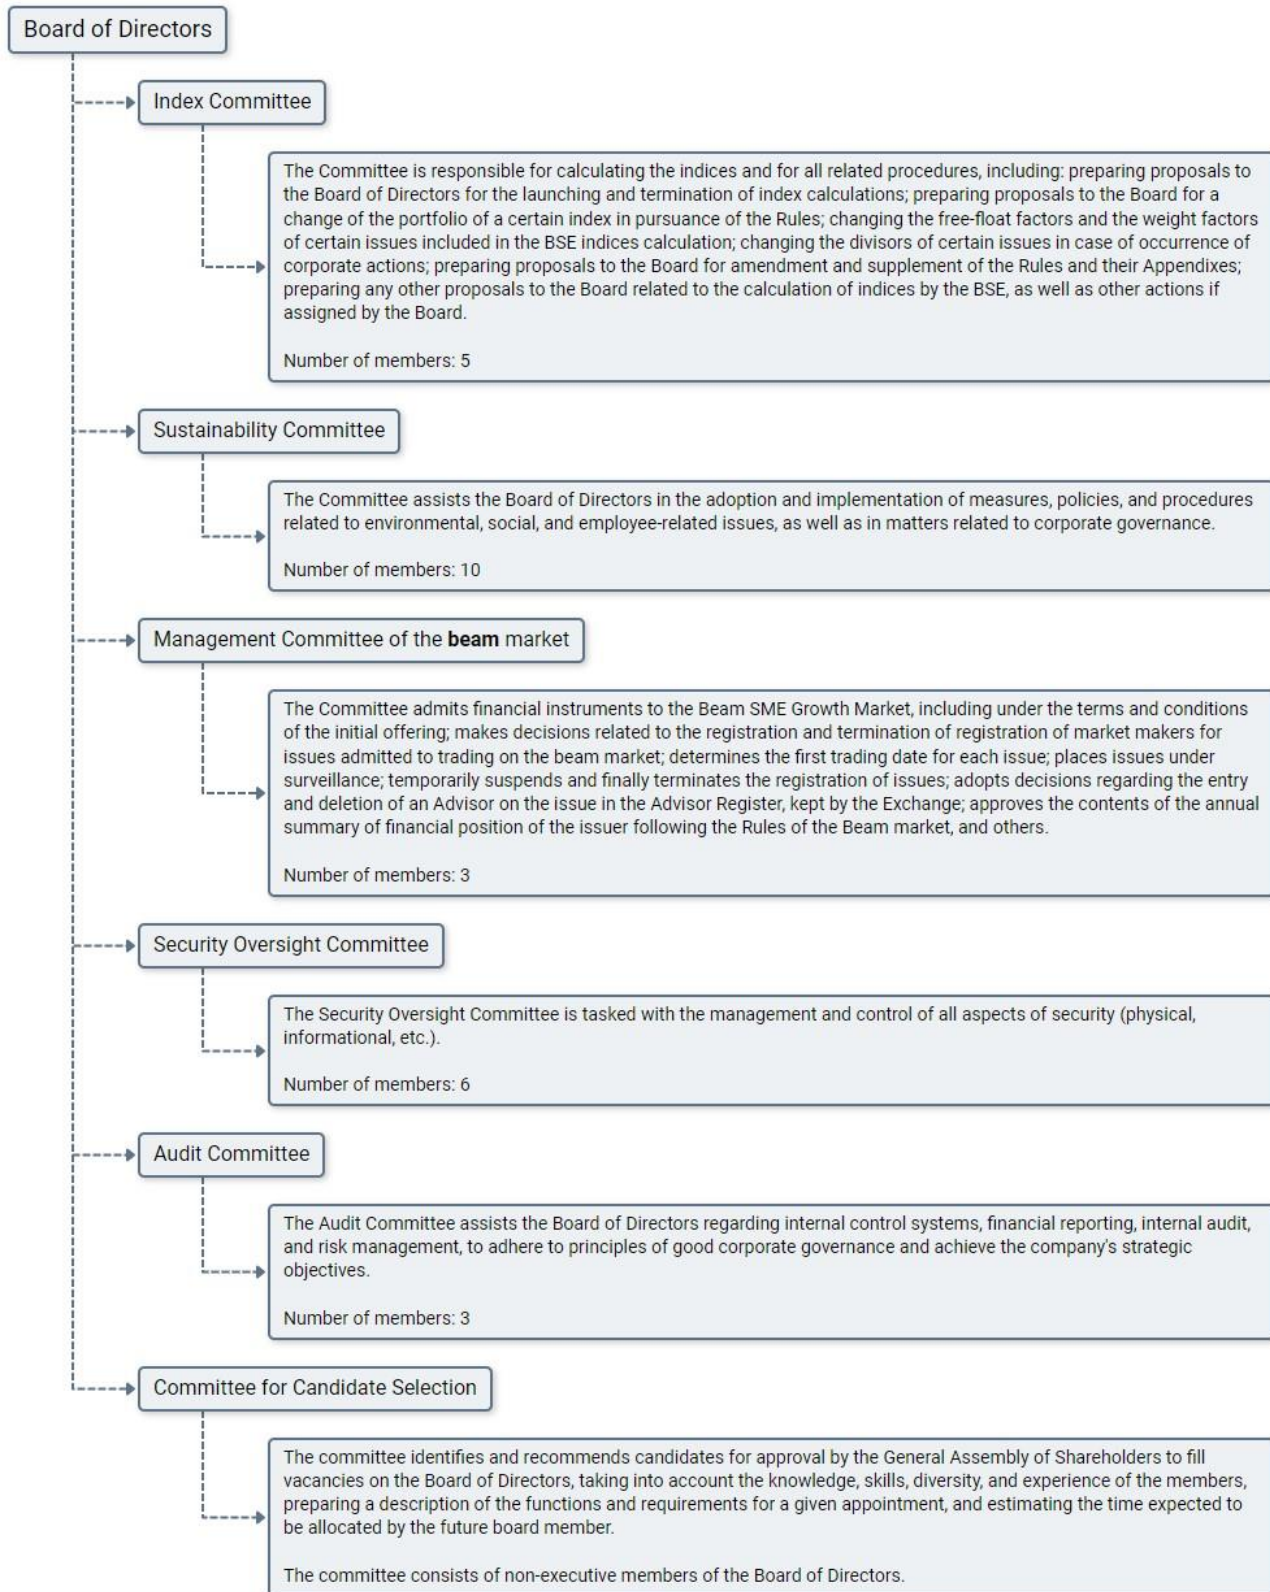 Board of Directors
Index Committee
The Committee is responsible for calculating the indices and for all related procedures, including: preparing proposals to
the Board of Directors for the launching and termination of index calculations; preparing proposals to the Board for a
change of the portfolio of a certain index in pursuance of the Rules; changing the free-float factors and the weight factors
of certain issues included in the BSE indices calculation; changing the divisors of certain issues in case of occurrence of
corporate actions; preparing proposals to the Board for amendment and supplement of the Rules and their Appendixes;
preparing any other proposals to the Board related to the calculation of indices by the BSE, as well as other actions if
assigned by the Board.
Number of members: 5
Sustainability Committee
The Committee assists the Board of Directors in the adoption and implementation of measures, policies, and procedures
related to environmental, social, and employee-related issues, as well as in matters related to corporate governance.
Number of members: 10
Management Committee of the beam market
The Committee admits financial instruments to the Beam SME Growth Market, including under the terms and conditions
of the initial offering; makes decisions related to the registration and termination of registration of market makers for
issues admitted to trading on the beam market; determines the first trading date for each issue; places issues under
surveillance; temporarily suspends and finally terminates the registration of issues; adopts decisions regarding the entry
and deletion of an Advisor on the issue in the Advisor Register, kept by the Exchange; approves the contents of the annual
summary of financial position of the issuer following the Rules of the Beam market, and others.
Number of members: 3
Security Oversight Committee
The Security Oversight Committee is tasked with the management and control of all aspects of security (physical,
informational, etc.).
Number of members: 6
Audit Committee
The Audit Committee assists the Board of Directors regarding internal control systems, financial reporting, internal audit,
and risk management, to adhere to principles of good corporate governance and achieve the company's strategic
objectives.
Number of members: 3
Committee for Candidate Selection
The committee identifies and recommends candidates for approval by the General Assembly of Shareholders to fill
vacancies on the Board of Directors, taking into account the knowledge, skills, diversity, and experience of the members,
preparing a description of the functions and requirements for a given appointment, and estimating the time expected to
be allocated by the future board member.
The committee consists of non-executive members of the Board of Directors.